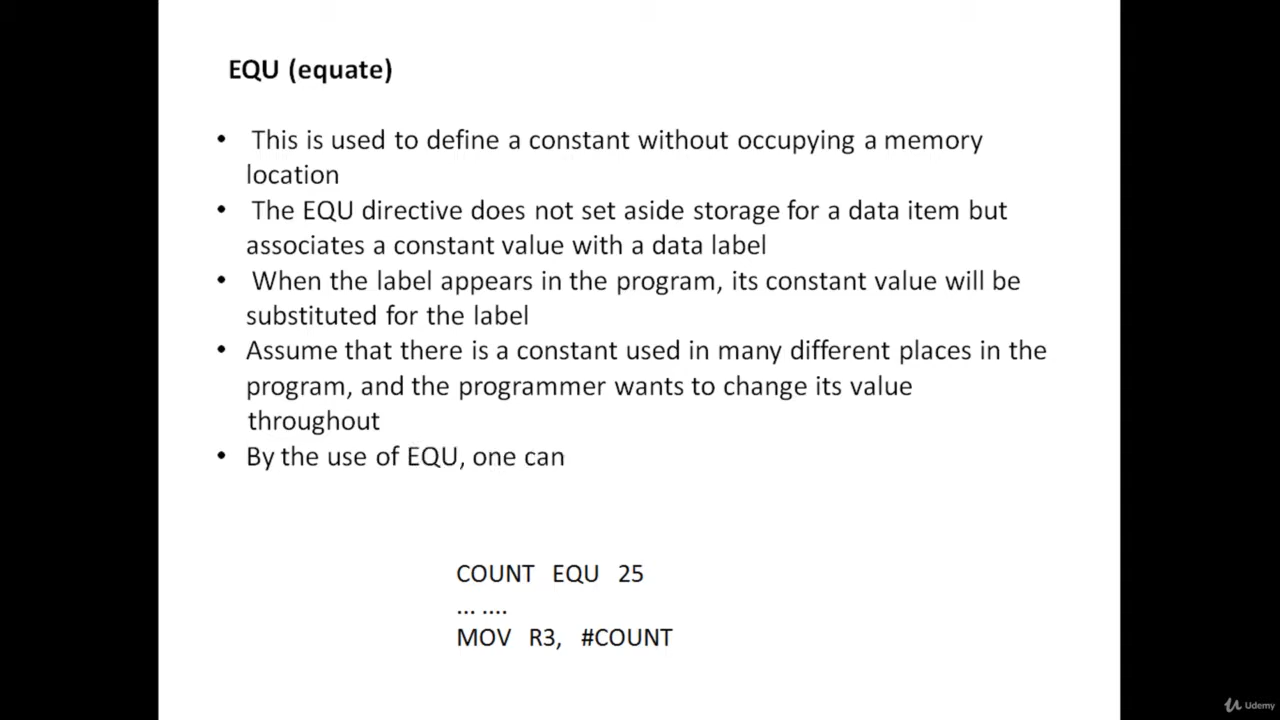 EQU (equate)
• This is used to define a constant without occupying a memory
location
• The EQU directive does not set aside storage for a data item but
associates a constant value with a data label
• When the label appears in the program, its constant value will be
substituted for the label
• Assume that there is a constant used in many different places in the
program, and the programmer wants to change its value
throughout
• By the use of EQU, one can
COUNT EQU 25
... ....
MOV R3, #COUNT
Udemy